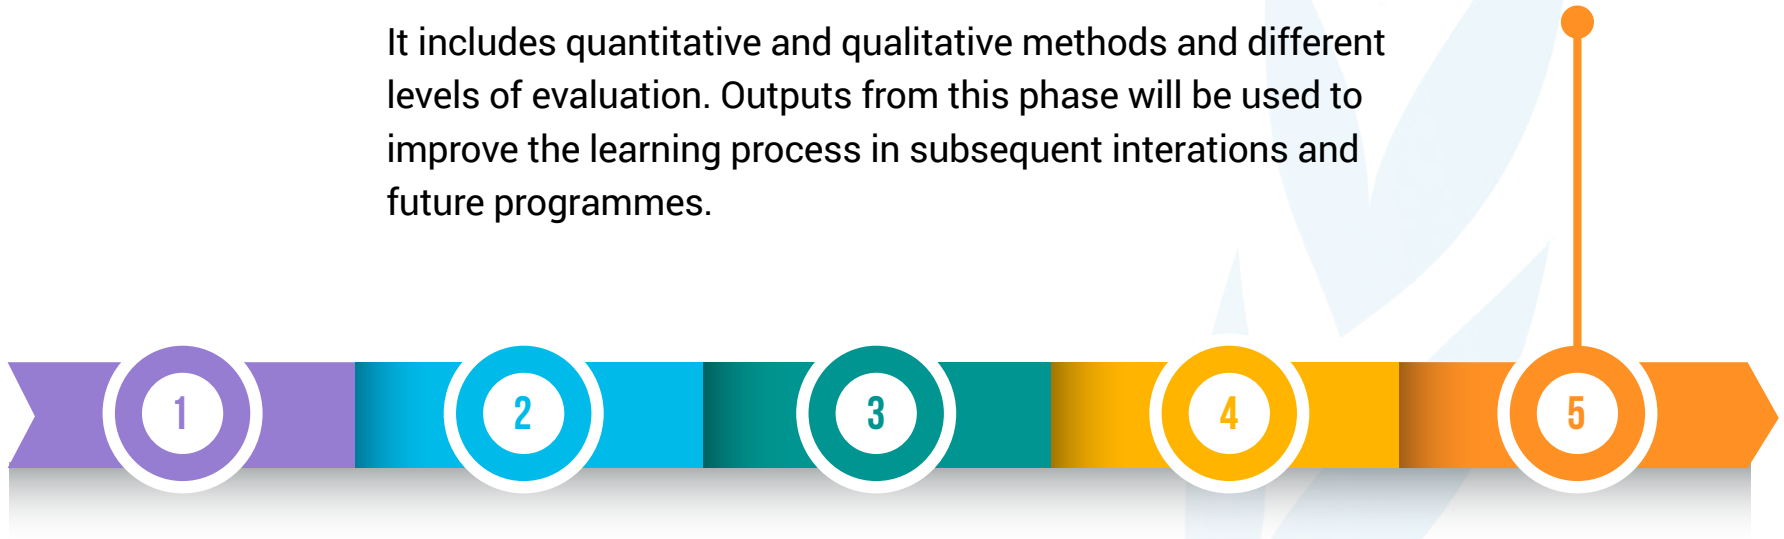 It includes quantitative and qualitative methods and different
levels of evaluation. Outputs from this phase will be used to
improve the learning process in subsequent interations and
future programmes.
1 2 3 4 5